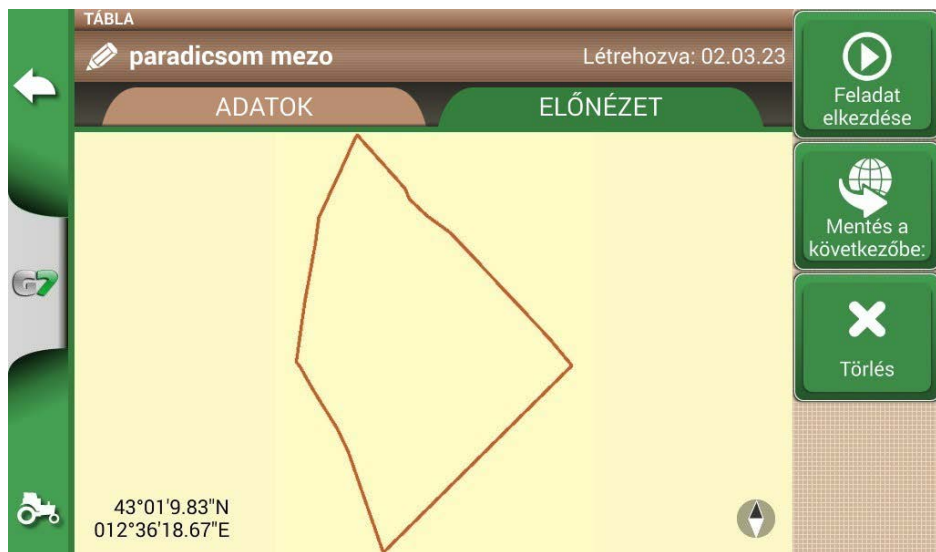 TÁBLA
paradicsom mezo
Létrehozva: 02.03.23
ADATOK
ELŐNÉZET
Feladat
elkezdése
Mentés a
következőbe:
Törlés
G7
43°01'9.83"N
012°36'18.67"E